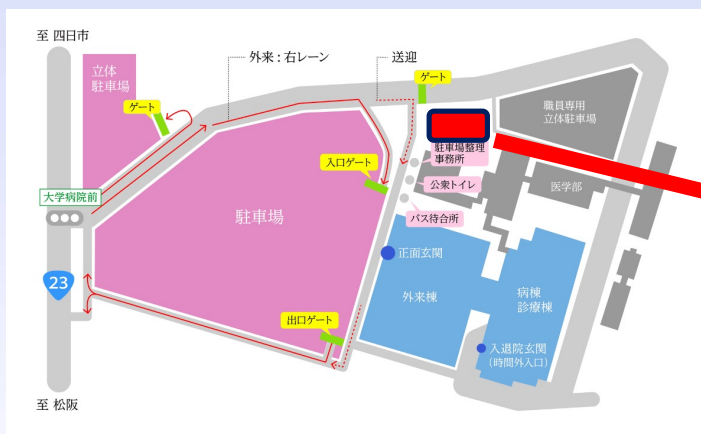 至 四日市
立体
駐車場
ゲート
外来：右レーン
送迎
ゲート
職員専用
立体駐車場
駐車場整理
事務所
入口ゲート
公衆トイレ
医学部
大学病院前
駐車場
バス待合所
正面玄関
23
外来棟
病棟
診療棟
出口ゲート
入退院玄関
（時間外入口）
至 松阪